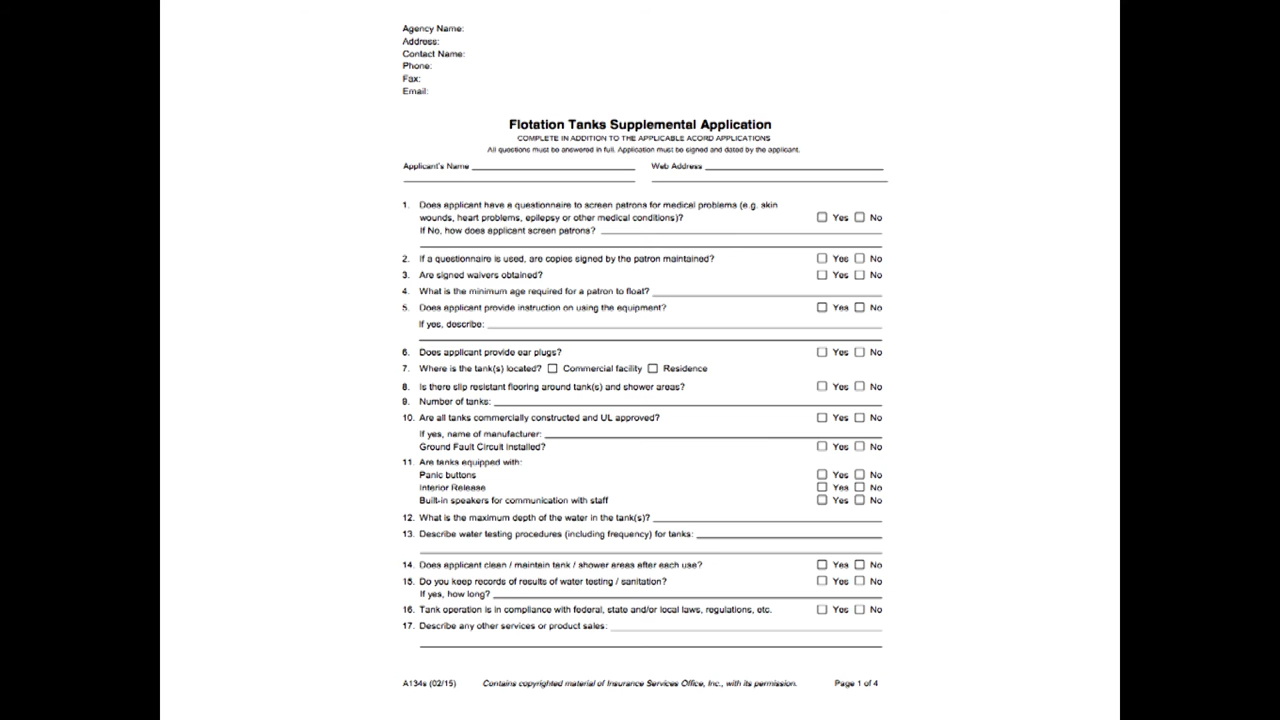 Agency Name:
Address:
Contact Name:
Phone:
Fax:
Email:
Flotation Tanks Supplemental Application
COMPLETE IN ADDITION TO THE APPLICABLE ACORD APPLICATIONS
All questions must be answered in full. Application must be signed and dated by the applicant.
Applicant's Name Web Address
1. Does applicant have a questionnaire to screen patrons for medical problems (e.g. skin
wounds, heart problems, epilepsy or other medical conditions)? Yes No
If No, how does applicant screen patrons?
2. If a questionnaire is used, are copies signed by the patron maintained? Yes No
3. Are signed waivers obtained? Yes No
4. What is the minimum age required for a patron to float?
5. Does applicant provide instruction on using the equipment? Yes No
If yes, describe:
6. Does applicant provide ear plugs? Yes No
7. Where is the tank(s) located? Commercial facility Residence
8. Is there slip resistant flooring around tank(s) and shower areas? Yes No
9. Number of tanks:
10. Are all tanks commercially constructed and UL approved? Yes No
If yes, name of manufacturer:
Ground Fault Circuit installed? Yes No
11. Are tanks equipped with:
Panic buttons Yes No
Interior Release Yes No
Built-in speakers for communication with staff Yes No
12. What is the maximum depth of the water in the tank(s)?
13. Describe water testing procedures (including frequency) for tanks:
14. Does applicant clean / maintain tank / shower areas after each use? Yes No
15. Do you keep records of results of water testing / sanitation? Yes No
If yes, how long?
16. Tank operation is in compliance with federal, state and/or local laws, regulations, etc. Yes No
17. Describe any other services or product sales:
A134s (02/15) Contains copyrighted material of Insurance Services Office, Inc., with its permission. Page 1 of 4